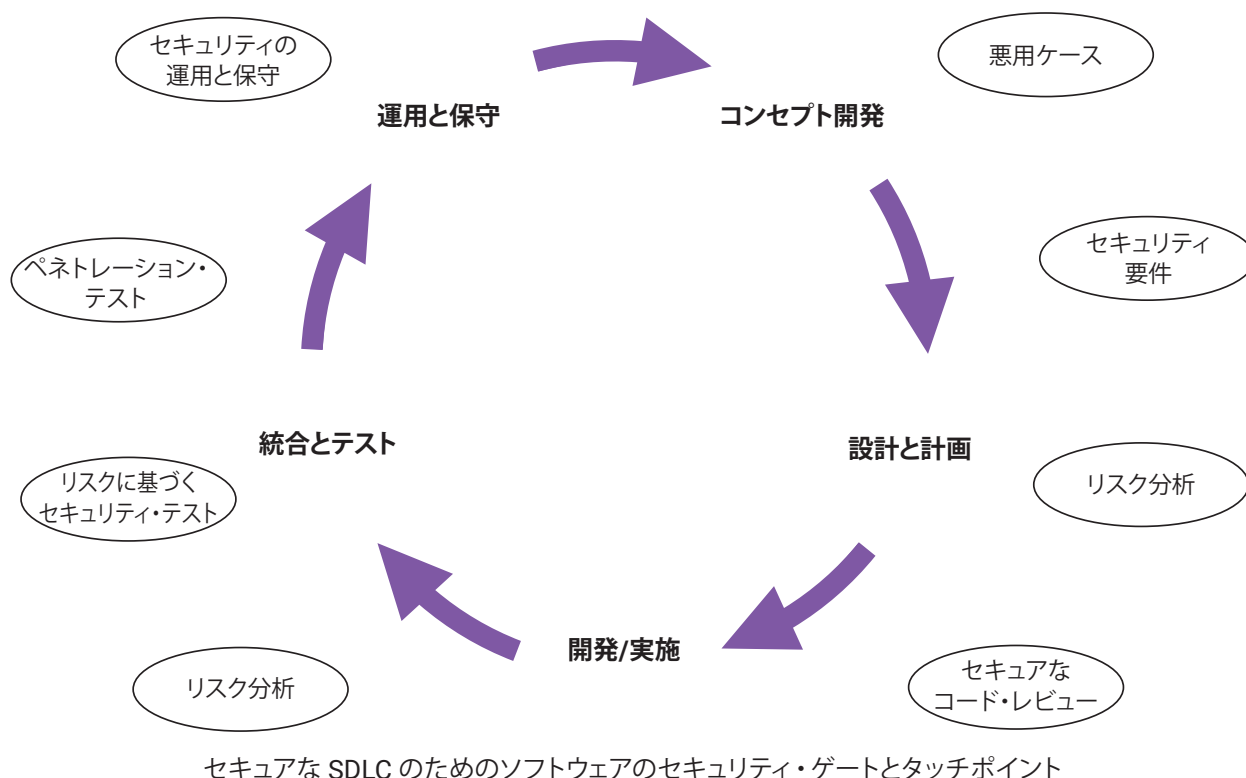 セキュリティの
運用と保守
悪用ケース
運用と保守
コンセプト開発
ペネトレーション・
テスト
セキュリティ
要件
統合とテスト
設計と計画
リスクに基づく
セキュリティ・テスト
リスク分析
開発/実施
リスク分析
セキュアな
コード・レビュー
セキュアな SDLC のためのソフトウェアのセキュリティ・ゲートとタッチポイント